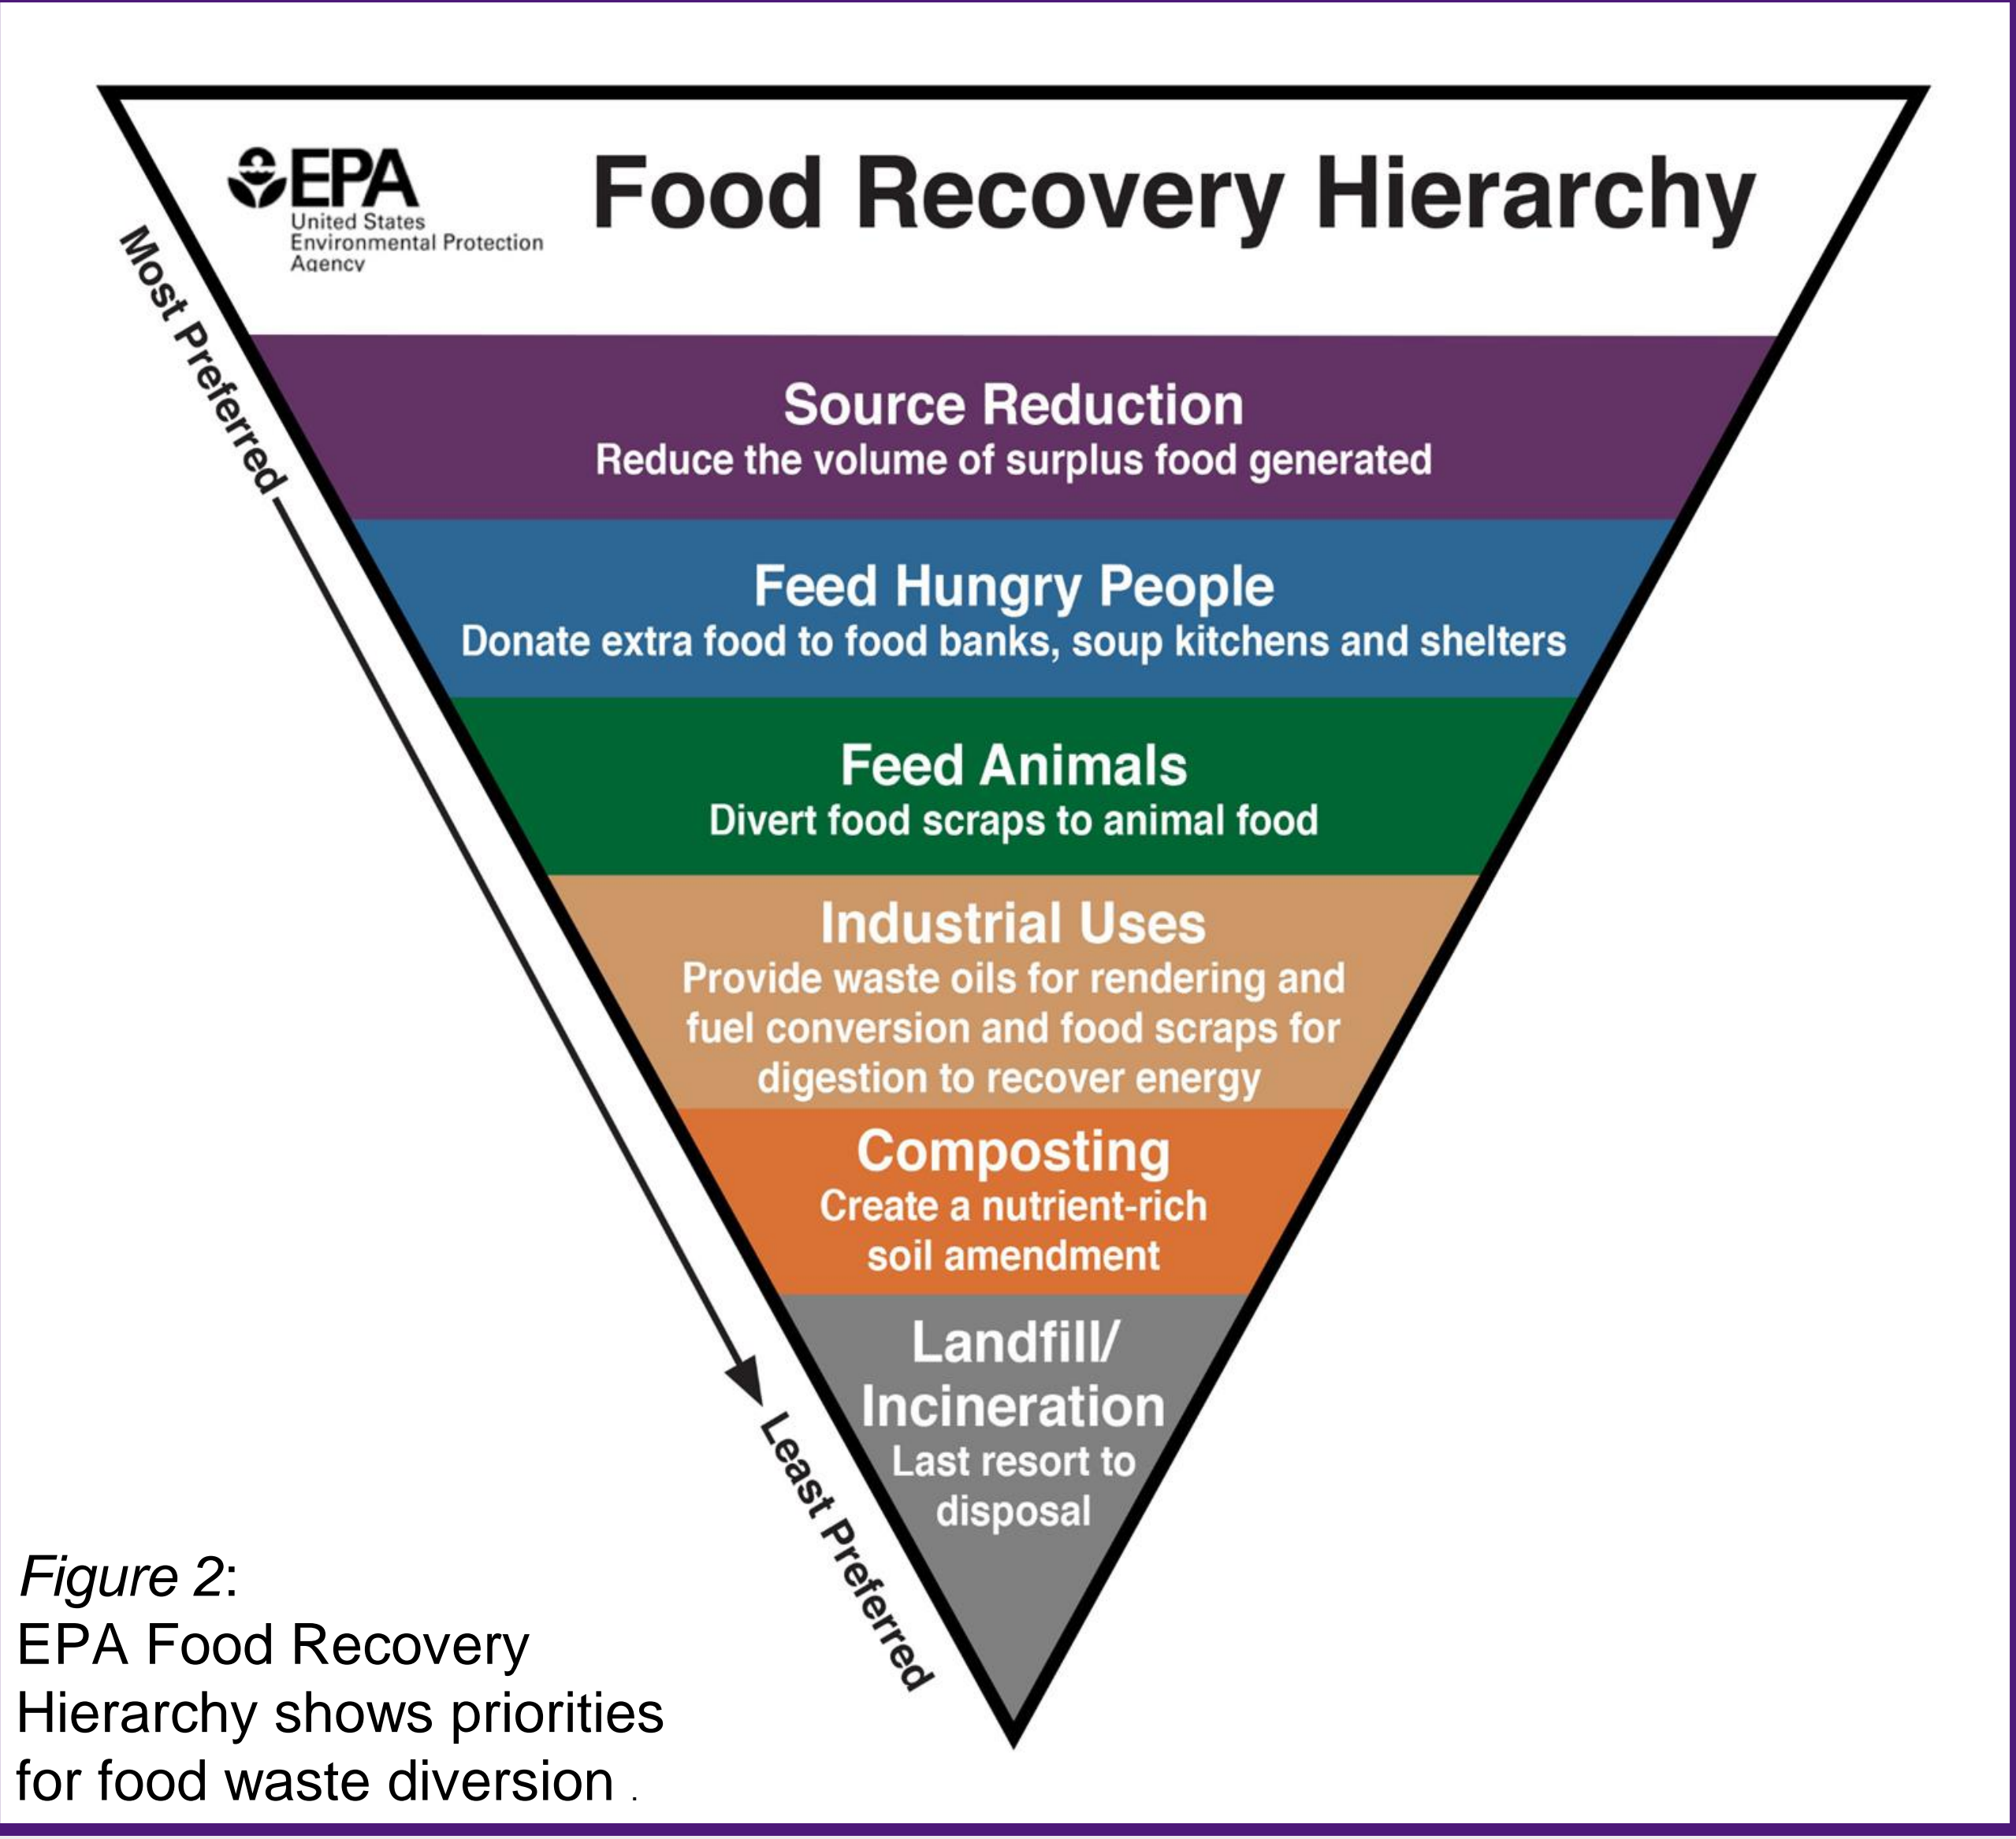 EPA
United States
Environmental Protection
Agency
Food Recovery Hierarchy
Most Preferred
Source Reduction
Reduce the volume of surplus food generated
Feed Hungry People
Donate extra food to food banks, soup kitchens and shelters
Feed Animals
Divert food scraps to animal food
Industrial Uses
Provide waste oils for rendering and
fuel conversion and food scraps for
digestion to recover energy
Composting
Create a nutrient-rich
soil amendment
Landfill/
Incineration
Last resort to
disposal
Least Preferred
Figure 2:
EPA Food Recovery
Hierarchy shows priorities
for food waste diversion .